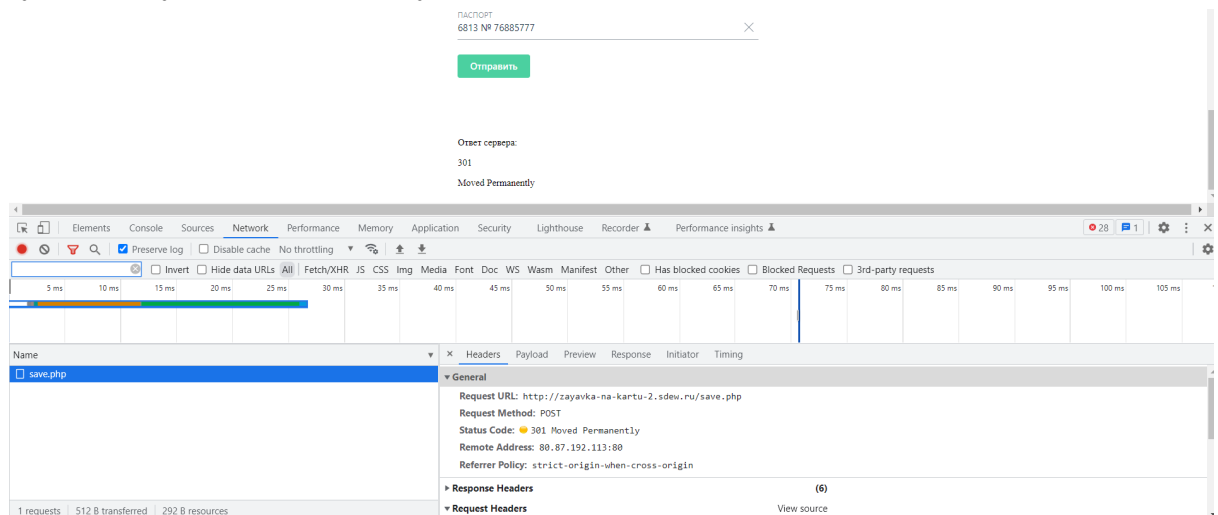 ПАСПОРТ
6813 № 76885777
Отправить
Ответ сервера:
301
Moved Permanently
Elements Console Sources Network Performance Memory Application Security Lighthouse Recorder Performance insights 28 1
Preserve log Disable cache No throttling
Invert Hide data URLs All Fetch/XHR JS CSS Img Media Font Doc WS Wasm Manifest Other Has blocked cookies Blocked Requests 3rd-party requests
5 ms 10 ms 15 ms 20 ms 25 ms 30 ms 35 ms 40 ms 45 ms 50 ms 55 ms 60 ms 65 ms 70 ms 75 ms 80 ms 85 ms 90 ms 95 ms 100 ms 105 ms
Name
Headers Payload Preview Response Initiator Timing
save.php
General
Request URL: http://zayavka-na-kartu-2.sdew.ru/save.php
Request Method: POST
Status Code: 301 Moved Permanently
Remote Address: 80.87.192.113:80
Referrer Policy: strict-origin-when-cross-origin
Response Headers (6)
Request Headers View source
1 requests 512 B transferred 292 B resources